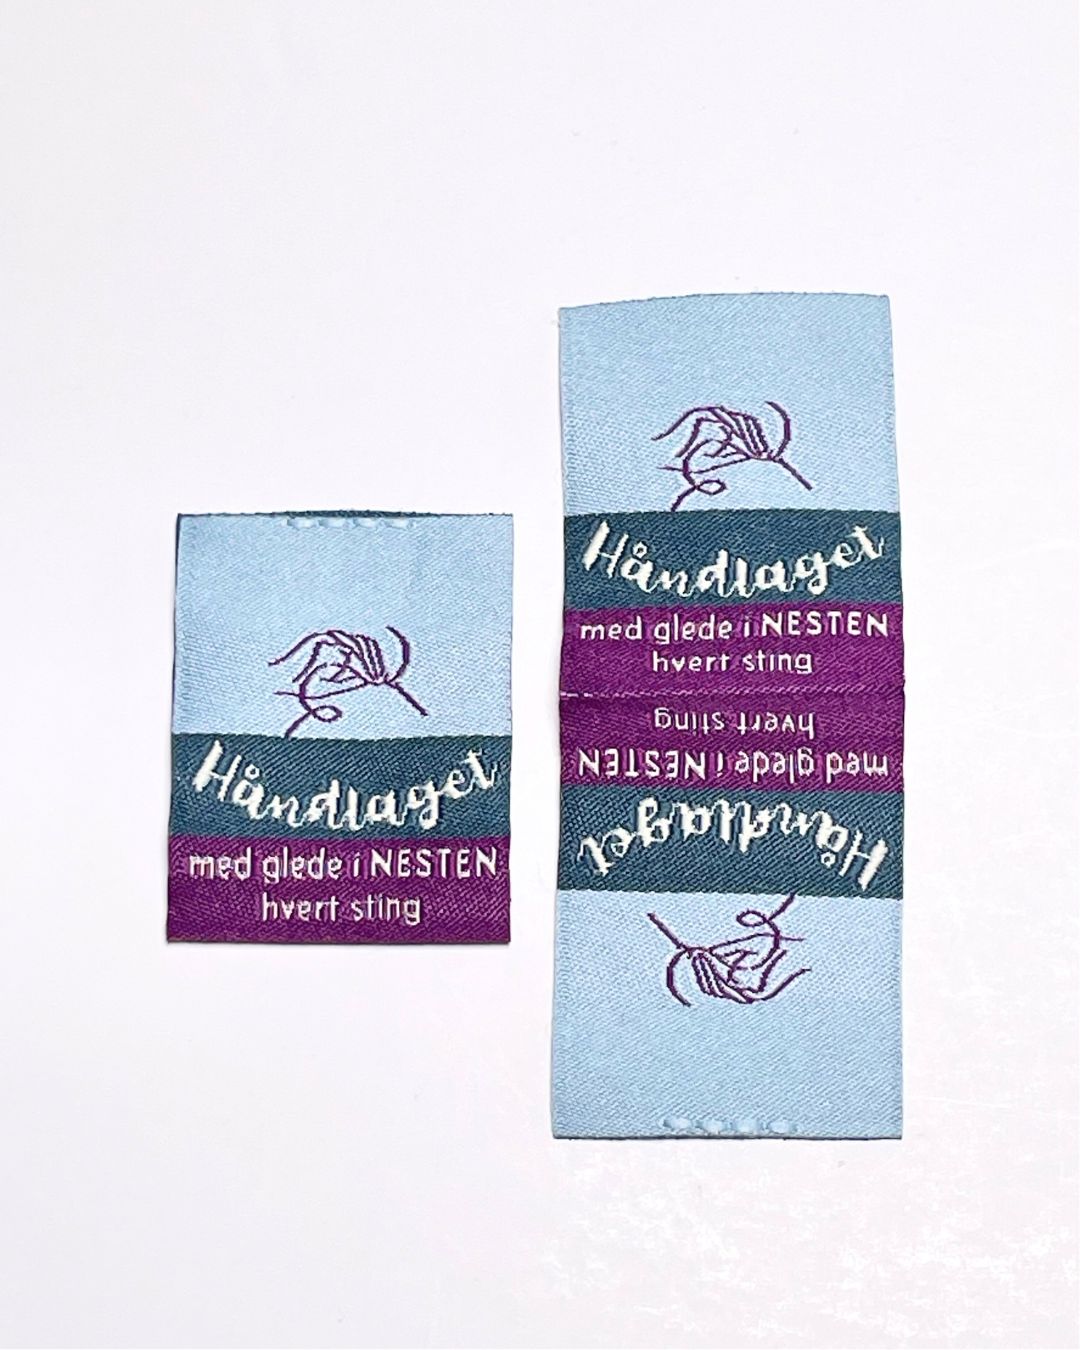 Håndlaget
med glede i NESTEN
hvert sting
Håndlaget
med glede i NESTEN
hvert sting
Håndlaget
med glede i NESTEN
hvert sting